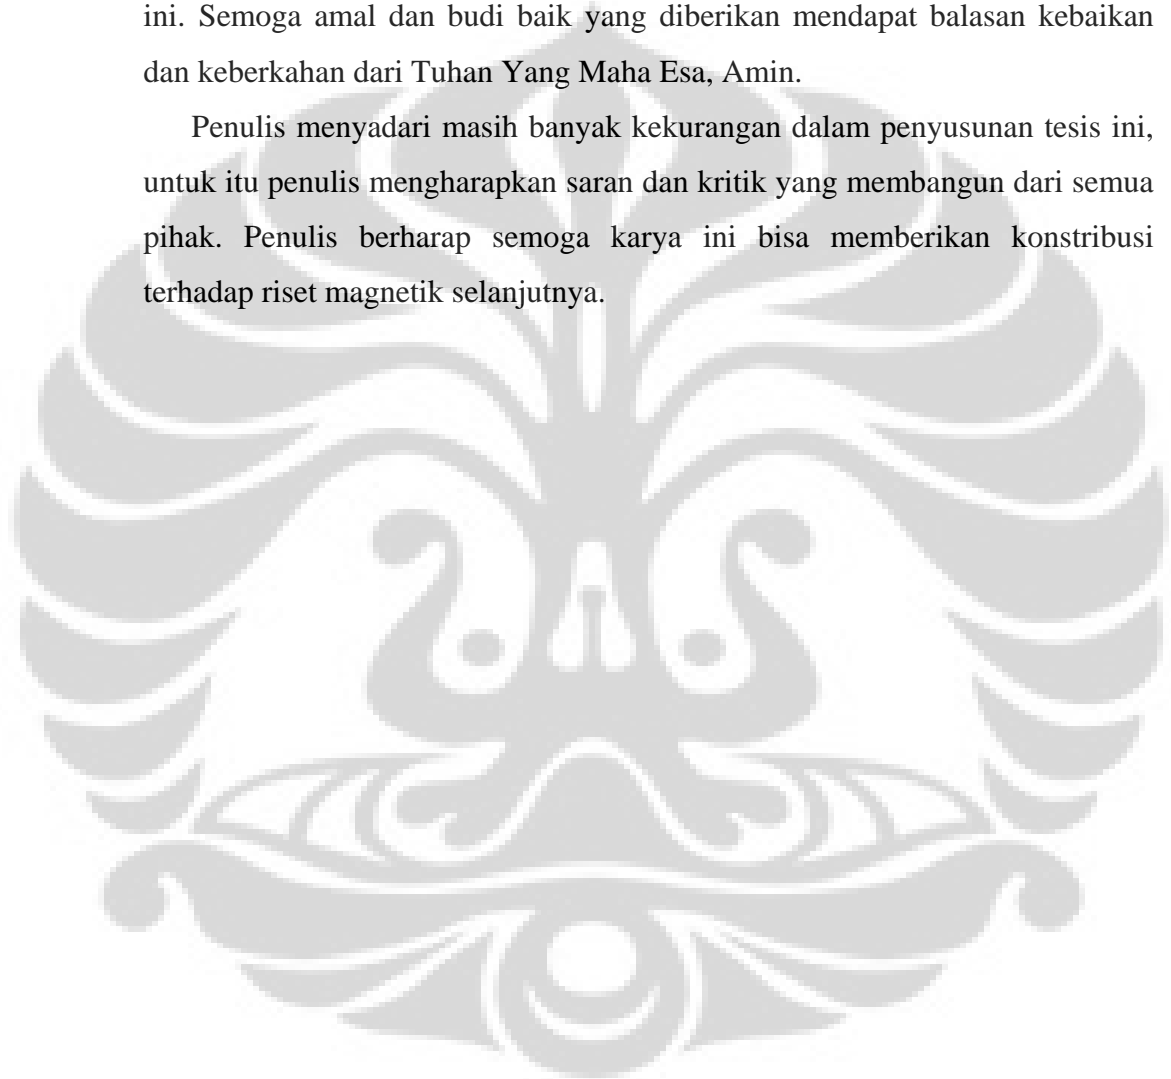 ini. Semoga amal dan budi baik yang diberikan mendapat balasan kebaikan
dan keberkahan dari Tuhan Yang Maha Esa, Amin.
Penulis menyadari masih banyak kekurangan dalam penyusunan tesis ini,
untuk itu penulis mengharapkan saran dan kritik yang membangun dari semua
pihak. Penulis berharap semoga karya ini bisa memberikan konstribusi
terhadap riset magnetik selanjutnya.